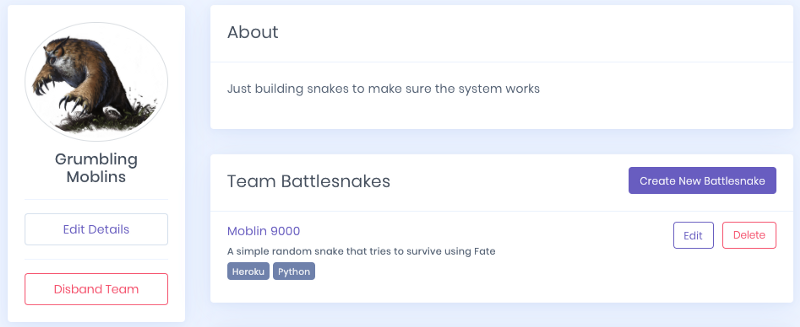 Grumbling
Moblins
Edit Details
Disband Team
About
Just building snakes to make sure the system works
Team Battlesnakes
Create New Battlesnake
Moblin 9000
Edit
Delete
A simple random snake that tries to survive using Fate
Heroku
Python